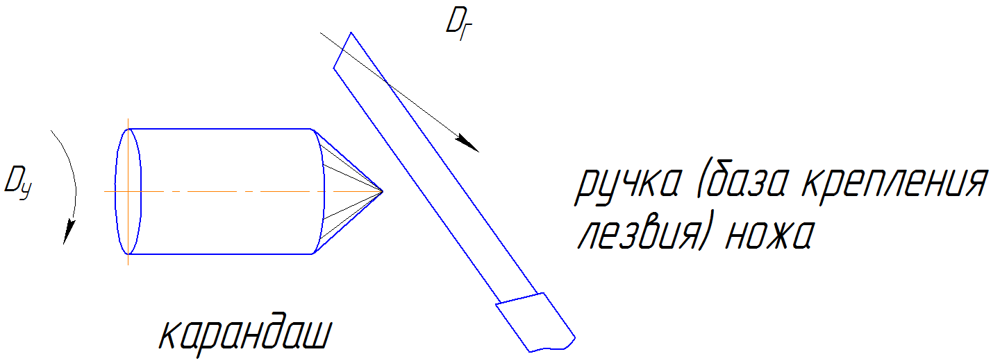 Dг
Dу
ручка (база крепления
лезвия) ножа
карандаш